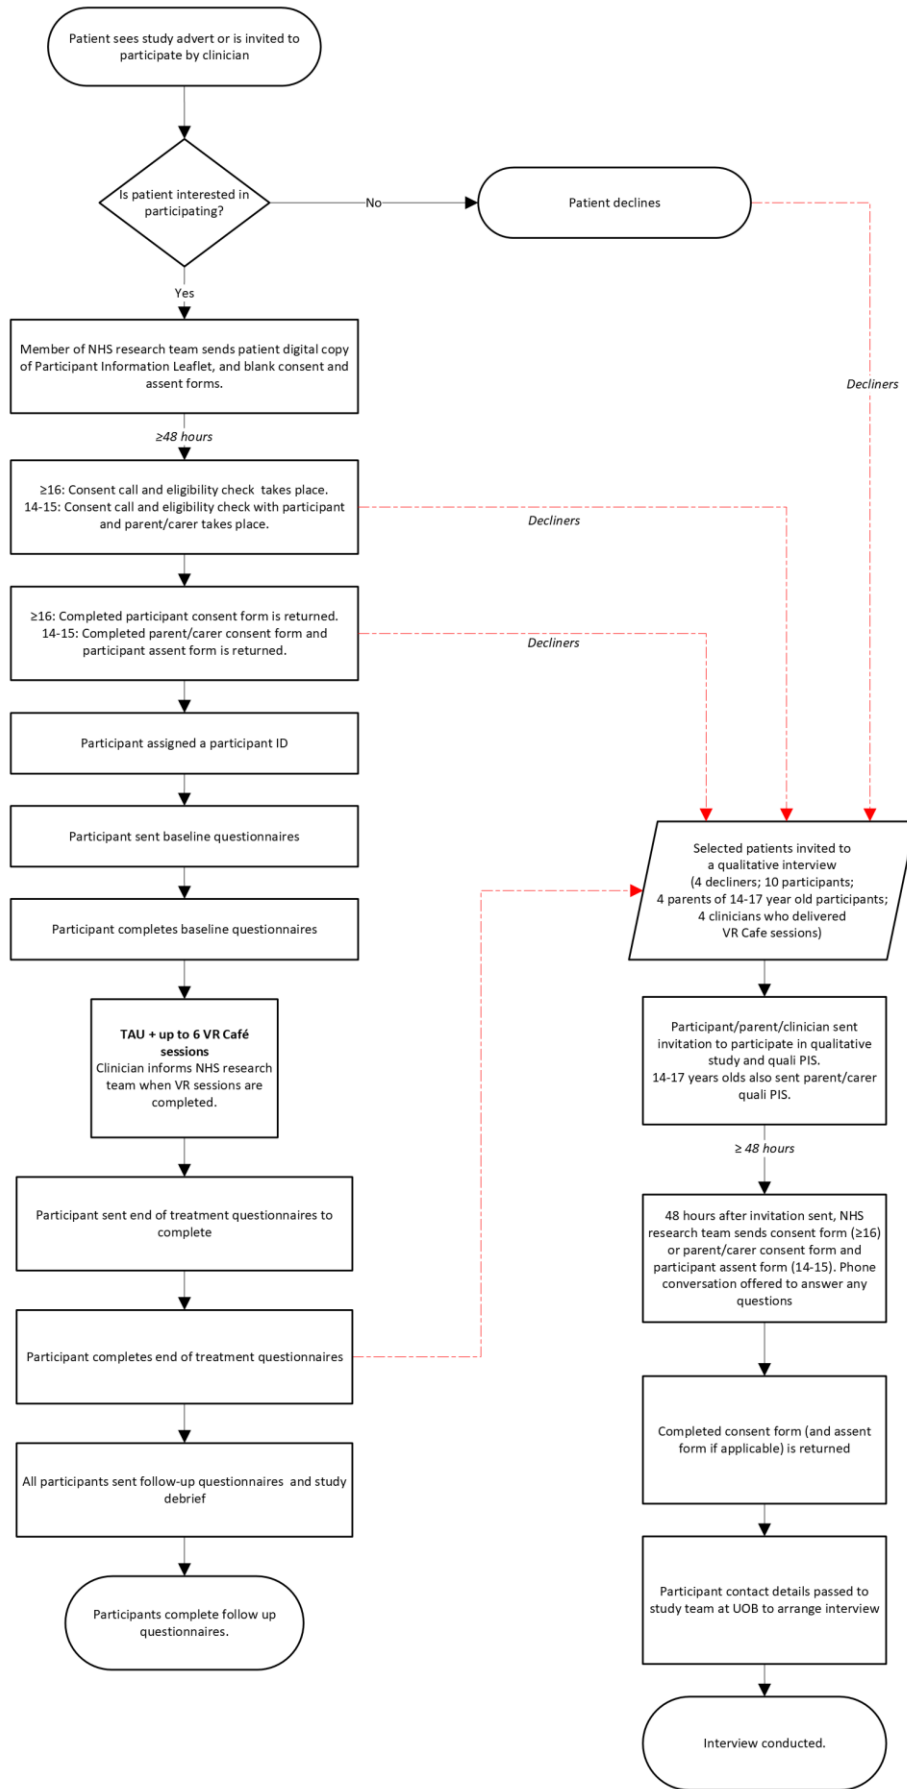 Patient sees study advert or is invited to
participate by clinician
Is patient interested in
participating?
No
Patient declines
Yes
Member of NHS research team sends patient digital copy
of Participant Information Leaflet, and blank consent and
assent forms.
Decliners
≥48 hours
≥16: Consent call and eligibility check takes place.
14-15: Consent call and eligibility check with participant
and parent/carer takes place.
Decliners
≥16: Completed participant consent form is returned.
14-15: Completed parent/carer consent form and
participant assent form is returned.
Decliners
Participant assigned a participant ID
Participant sent baseline questionnaires
Participant completes baseline questionnaires
TAU + up to 6 VR Café
sessions
Clinician informs NHS research
team when VR sessions are
completed.
Participant sent end of treatment questionnaires to
complete
Participant completes end of treatment questionnaires
All participants sent follow-up questionnaires and study
debrief
Participants complete follow up
questionnaires.
Selected patients invited to
a qualitative interview
(4 decliners; 10 participants;
4 parents of 14-17 year old participants;
4 clinicians who delivered
VR Cafe sessions)
Participant/parent/clinician sent
invitation to participate in qualitative
study and quali PIS.
14-17 years olds also sent parent/carer
quali PIS.
≥ 48 hours
48 hours after invitation sent, NHS
research team sends consent form (≥16)
or parent/carer consent form and
participant assent form (14-15). Phone
conversation offered to answer any
questions
Completed consent form (and assent
form if applicable) is returned
Participant contact details passed to
study team at UOB to arrange interview
Interview conducted.